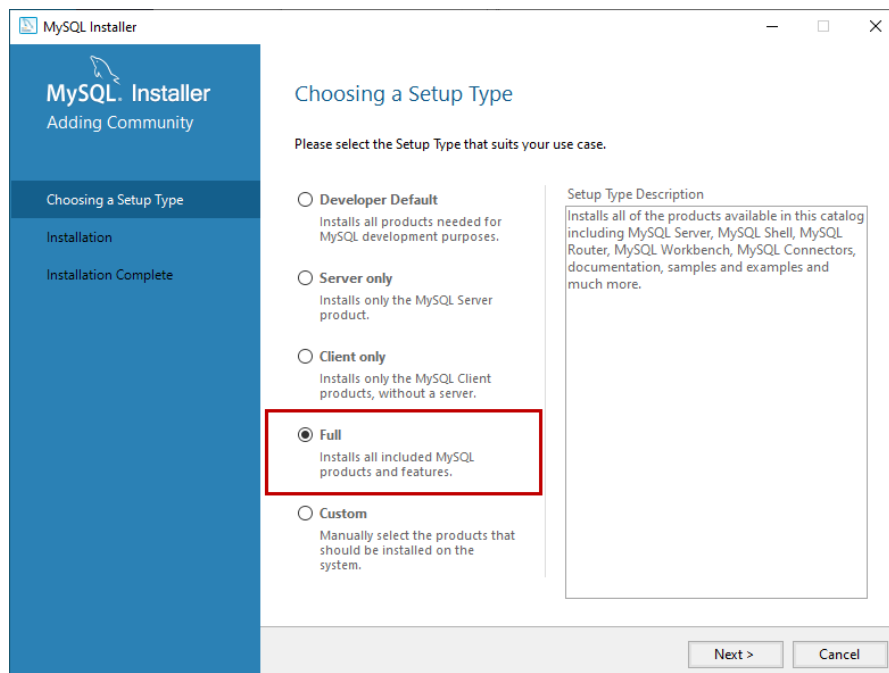 MySQL Installer
MySQL. Installer
Adding Community
Choosing a Setup Type
Installation
Installation Complete
Choosing a Setup Type
Please select the Setup Type that suits your use case.
Developer Default
Installs all products needed for
MySQL development purposes.
Server only
Installs only the MySQL Server
product.
Client only
Installs only the MySQL Client
products, without a server.
Full
Installs all included MySQL
products and features.
Custom
Manually select the products that
should be installed on the
system.
Setup Type Description
Installs all of the products available in this catalog
including MySQL Server, MySQL Shell, MySQL
Router, MySQL Workbench, MySQL Connectors,
documentation, samples and examples and
much more.
Next >
Cancel